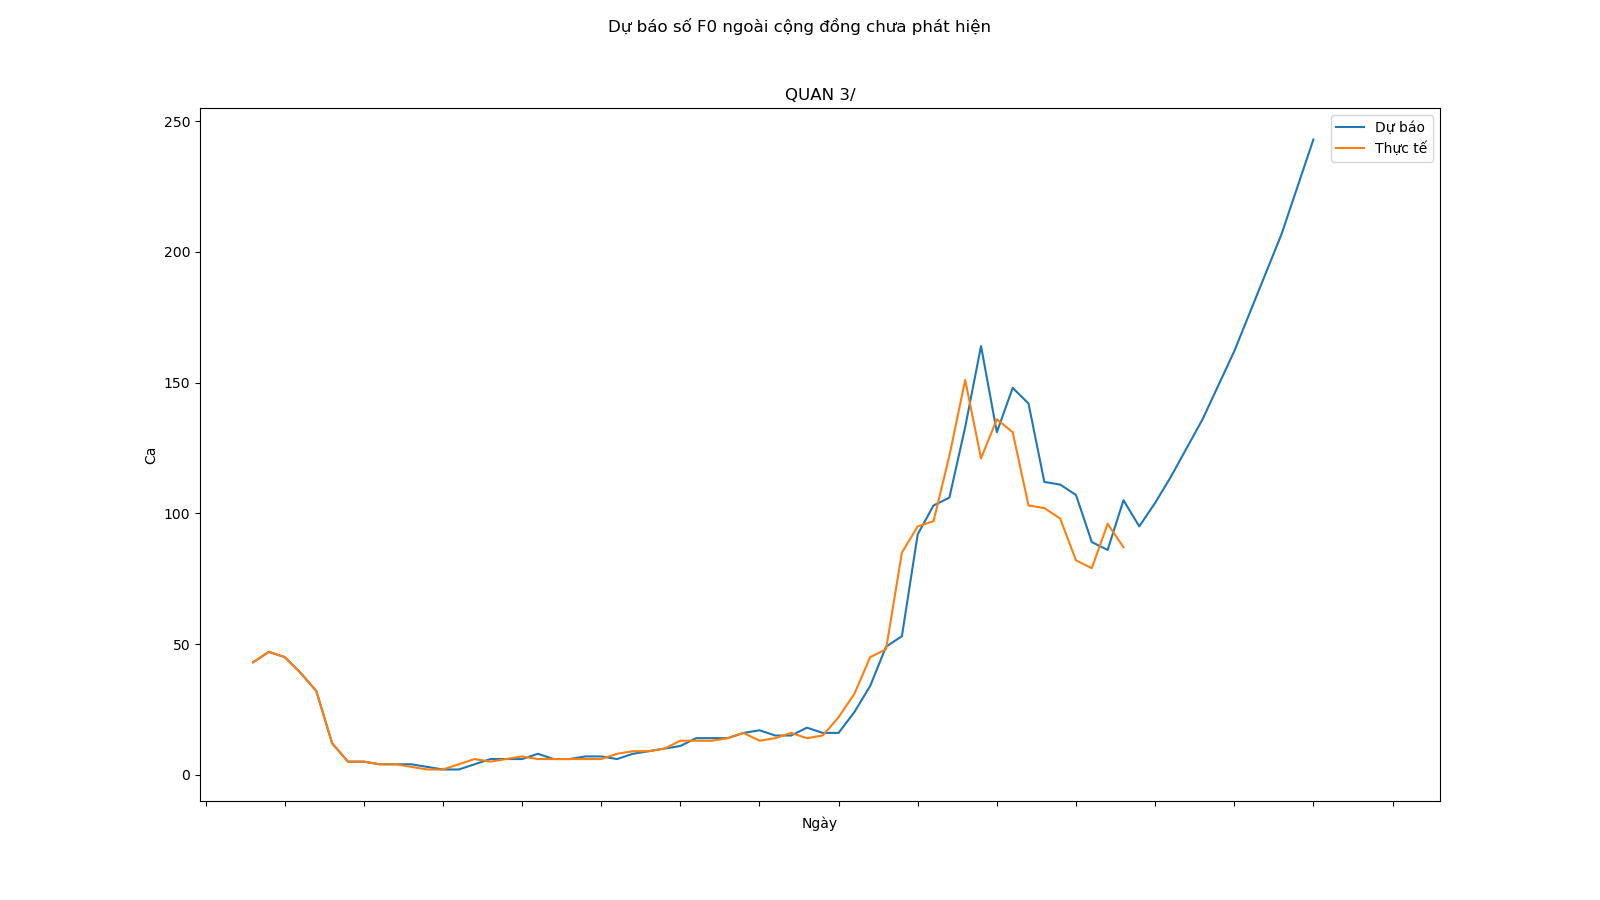 Dự báo số F0 ngoài cộng đồng chưa phát hiện
QUAN 3/
Dự báo
Thực tế
250
200
150
100
50
0
Ca
Ngày